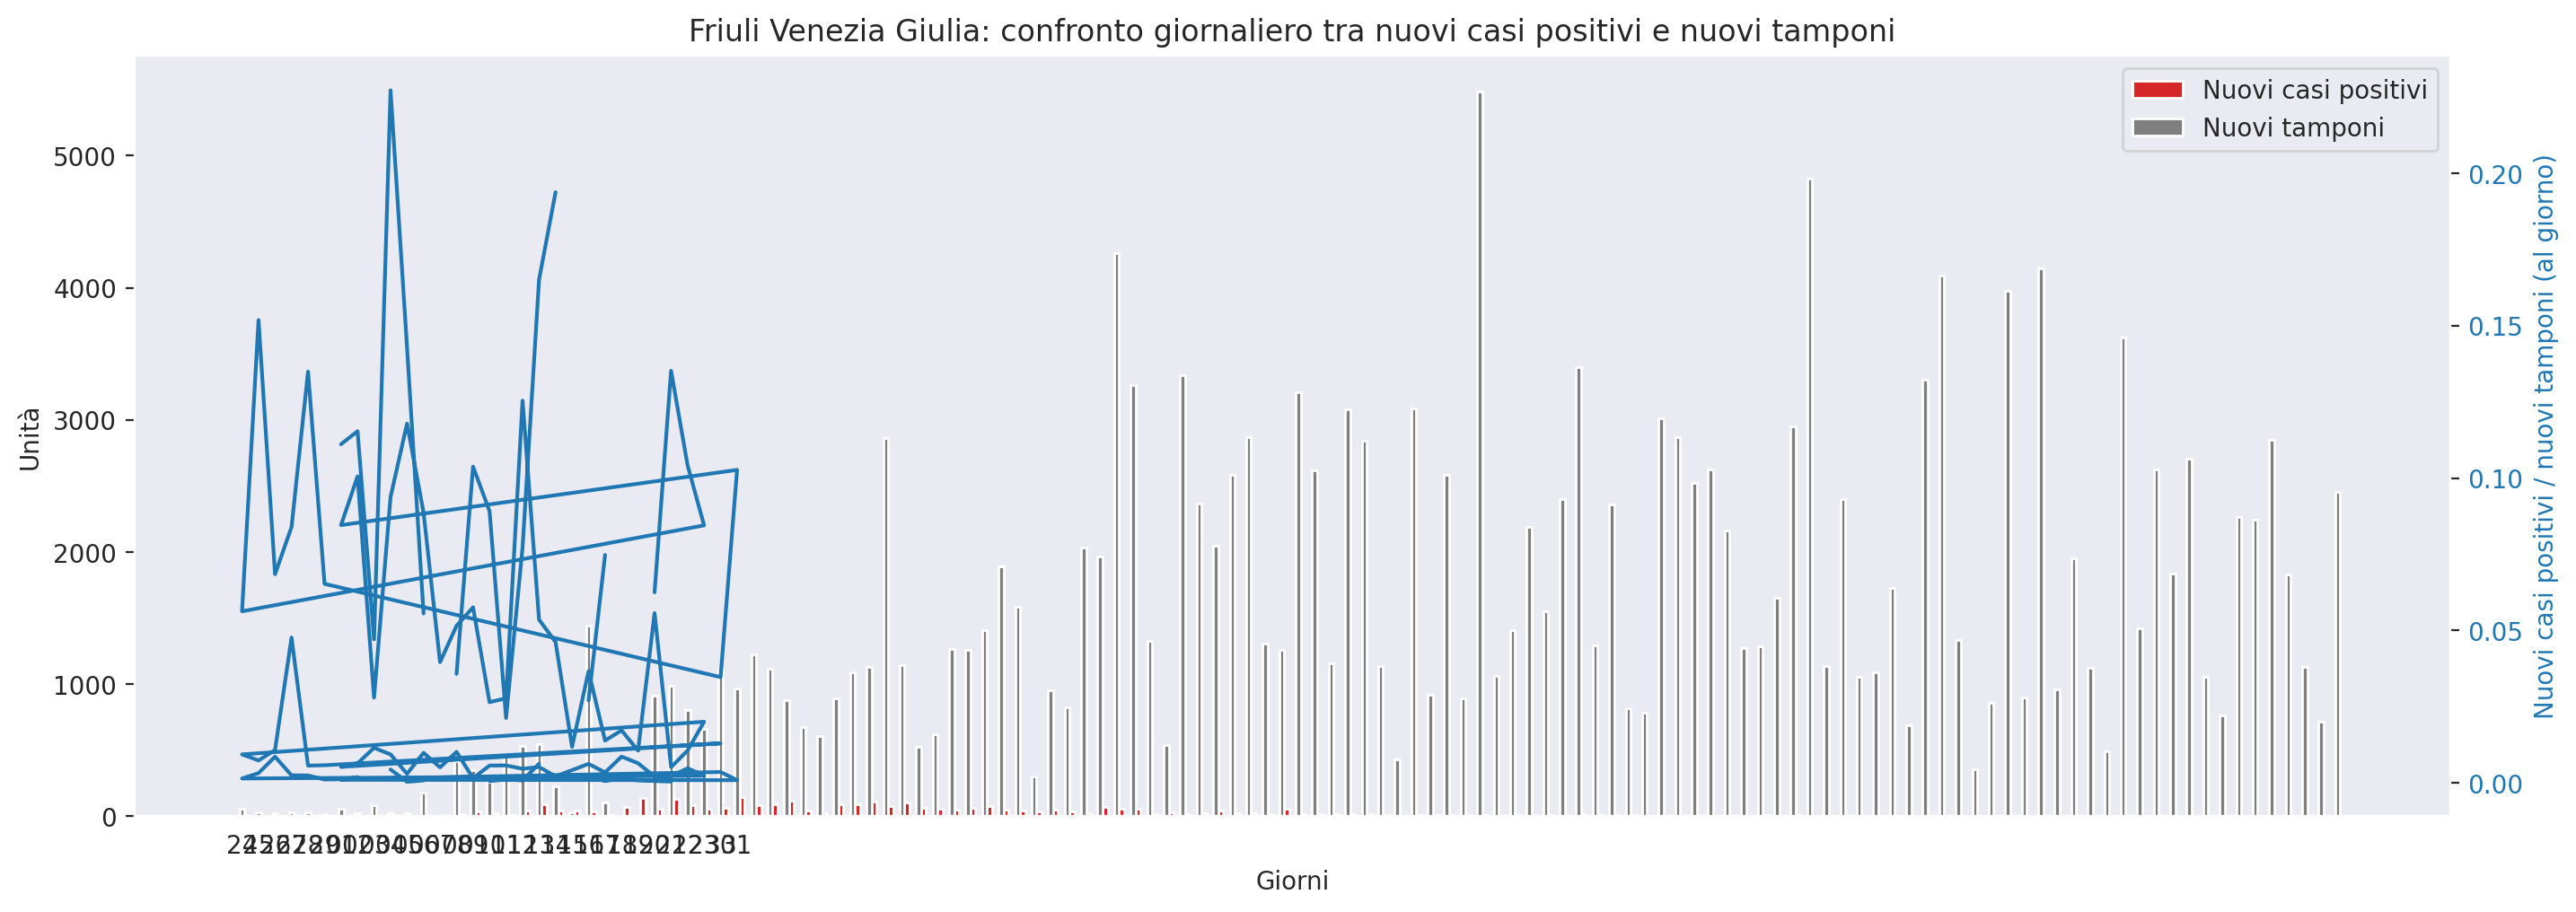 Friuli Venezia Giulia: confronto giornaliero tra nuovi casi positivi e nuovi tamponi
Nuovi casi positivi
Nuovi tamponi
Unità
5000
4000
3000
2000
1000
0
0.20
0.15
0.10
0.05
0.00
Nuovi casi positivi / nuovi tamponi (al giorno)
Giorni